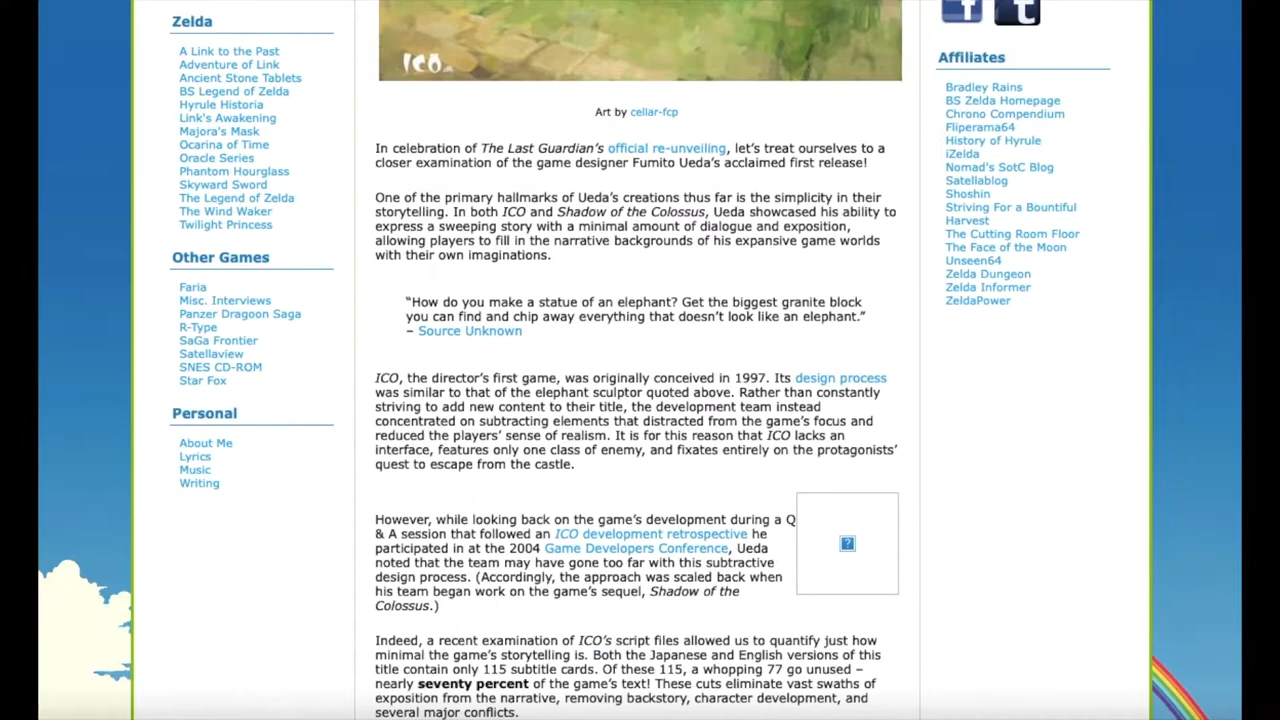 Zelda
A Link to the Past
Adventure of Link
Ancient Stone Tablets
BS Legend of Zelda
Hyrule Historia
Link's Awakening
Majora's Mask
Ocarina of Time
Oracle Series
Phantom Hourglass
Skyward Sword
The Legend of Zelda
The Wind Waker
Twilight Princess
Other Games
Faria
Misc. Interviews
Panzer Dragoon Saga
R-Type
SaGa Frontier
Satellaview
SNES CD-ROM
Star Fox
Personal
About Me
Lyrics
Music
Writing
ICO
Art by cellar-fcp
In celebration of The Last Guardian's official re-unveiling, let's treat ourselves to a
closer examination of the game designer Fumito Ueda's acclaimed first release!
One of the primary hallmarks of Ueda's creations thus far is the simplicity in their
storytelling. In both ICO and Shadow of the Colossus, Ueda showcased his ability to
express a sweeping story with a minimal amount of dialogue and exposition,
allowing players to fill in the narrative backgrounds of his expansive game worlds
with their own imaginations.
“How do you make a statue of an elephant? Get the biggest granite block
you can find and chip away everything that doesn't look like an elephant.”
– Source Unknown
ICO, the director's first game, was originally conceived in 1997. Its design process
was similar to that of the elephant sculptor quoted above. Rather than constantly
striving to add new content to their title, the development team instead
concentrated on subtracting elements that distracted from the game's focus and
reduced the players' sense of realism. It is for this reason that ICO lacks an
interface, features only one class of enemy, and fixates entirely on the protagonists'
quest to escape from the castle.
However, while looking back on the game's development during a Q
& A session that followed an ICO development retrospective he
participated in at the 2004 Game Developers Conference, Ueda
noted that the team may have gone too far with this subtractive
design process. (Accordingly, the approach was scaled back when
his team began work on the game's sequel, Shadow of the
Colossus.)
?
Indeed, a recent examination of ICO's script files allowed us to quantify just how
minimal the game's storytelling is. Both the Japanese and English versions of this
title contain only 115 subtitle cards. Of these 115, a whopping 77 go unused –
nearly seventy percent of the game's text! These cuts eliminate vast swaths of
exposition from the narrative, removing backstory, character development, and
several major conflicts.
f t
Affiliates
Bradley Rains
BS Zelda Homepage
Chrono Compendium
Fliperama64
History of Hyrule
iZelda
Nomad's SotC Blog
Satellablog
Shoshin
Striving For a Bountiful
Harvest
The Cutting Room Floor
The Face of the Moon
Unseen64
Zelda Dungeon
Zelda Informer
ZeldaPower